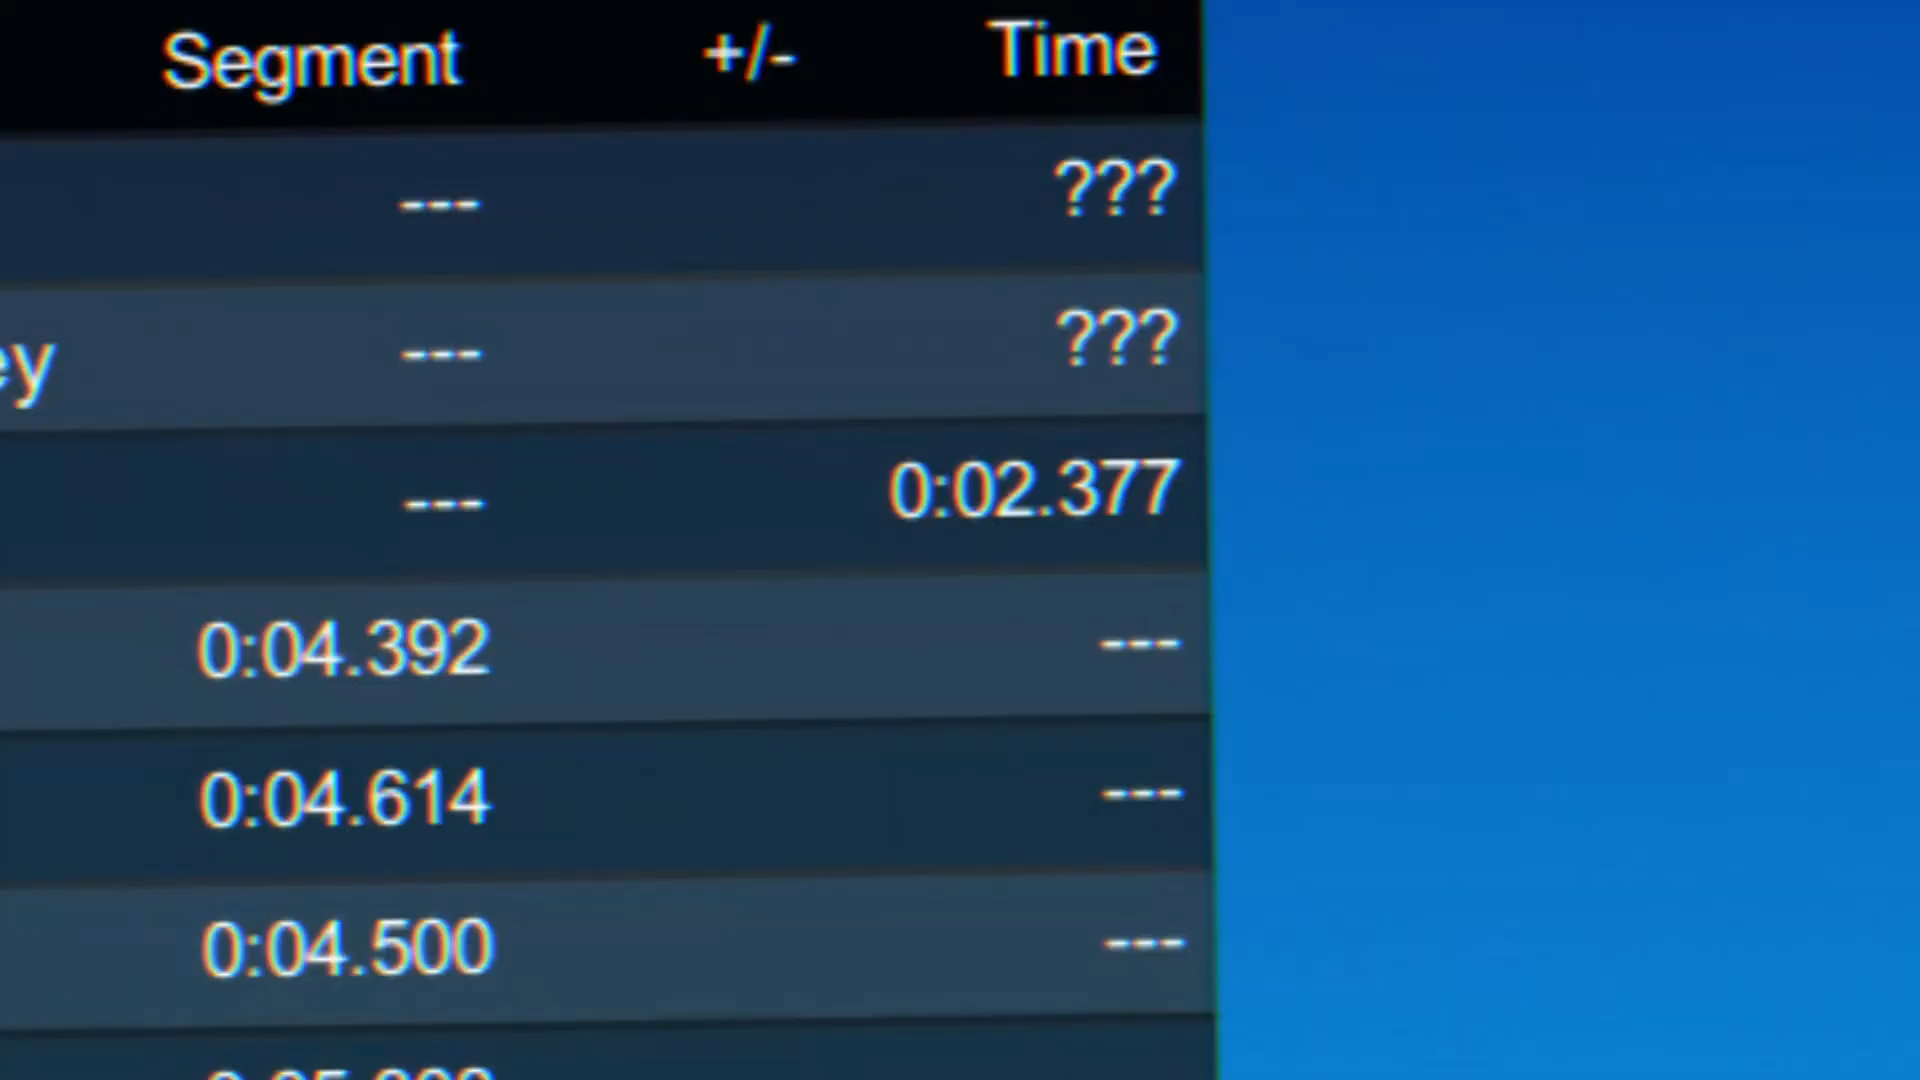 Segment +/- Time
--- ???
ey --- ???
--- 0:02.377
0:04.392 ---
0:04.614 ---
0:04.500 ---